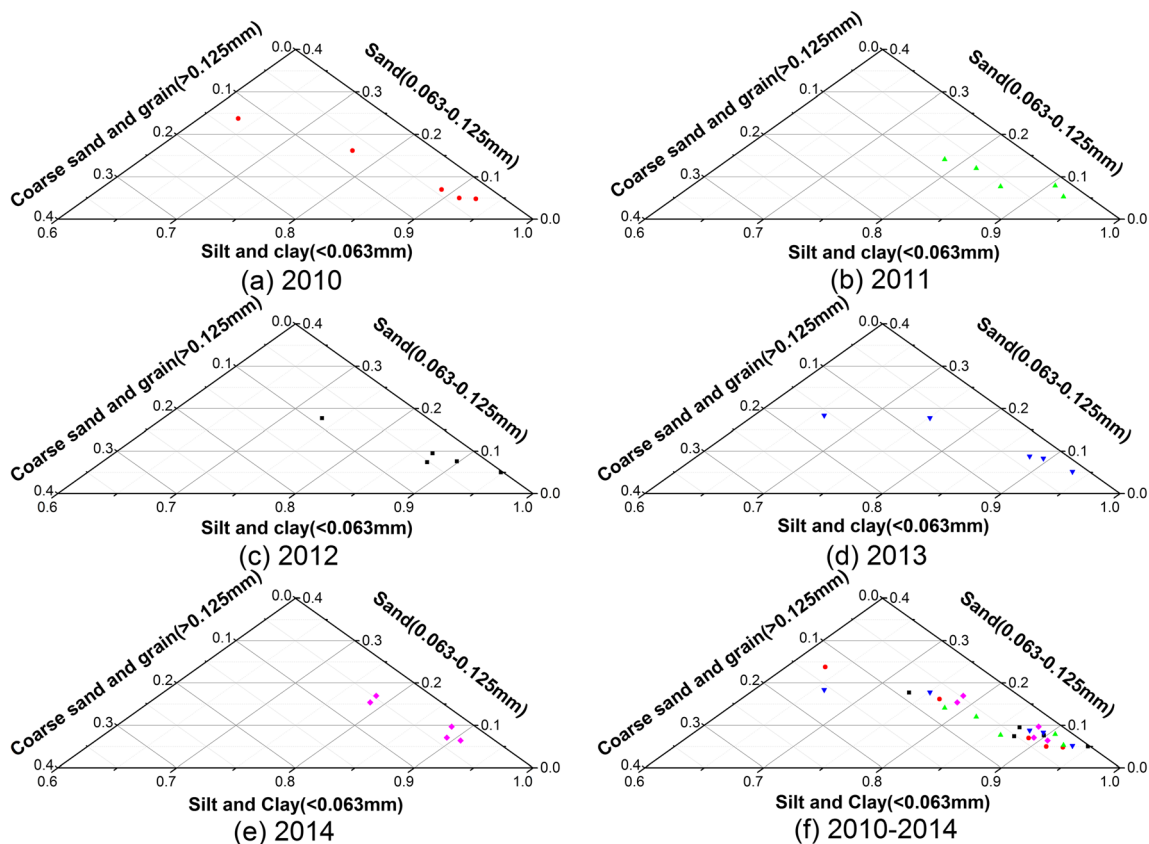 Coarse sand and grain(>0.125mm)
Sand(0.063-0.125mm)
0.0 0.4
0.1 0.3
0.2 0.2
0.3 0.1
0.4 0.0
0.6 0.7 0.8 0.9 1.0
Silt and clay(<0.063mm)
(a) 2010
Coarse sand and grain(>0.125mm)
Sand(0.063-0.125mm)
0.0 0.4
0.1 0.3
0.2 0.2
0.3 0.1
0.4 0.0
0.6 0.7 0.8 0.9 1.0
Silt and clay(<0.063mm)
(b) 2011
Coarse sand and grain(>0.125mm)
Sand(0.063-0.125mm)
0.0 0.4
0.1 0.3
0.2 0.2
0.3 0.1
0.4 0.0
0.6 0.7 0.8 0.9 1.0
Silt and clay(<0.063mm)
(c) 2012
Coarse sand and grain(>0.125mm)
Sand(0.063-0.125mm)
0.0 0.4
0.1 0.3
0.2 0.2
0.3 0.1
0.4 0.0
0.6 0.7 0.8 0.9 1.0
Silt and clay(<0.063mm)
(d) 2013
Coarse sand and grain(>0.125mm)
Sand(0.063-0.125mm)
0.0 0.4
0.1 0.3
0.2 0.2
0.3 0.1
0.4 0.0
0.6 0.7 0.8 0.9 1.0
Silt and Clay(<0.063mm)
(e) 2014
Coarse sand and grain(>0.125mm)
Sand(0.063-0.125mm)
0.0 0.4
0.1 0.3
0.2 0.2
0.3 0.1
0.4 0.0
0.6 0.7 0.8 0.9 1.0
Silt and Clay(<0.063mm)
(f) 2010-2014